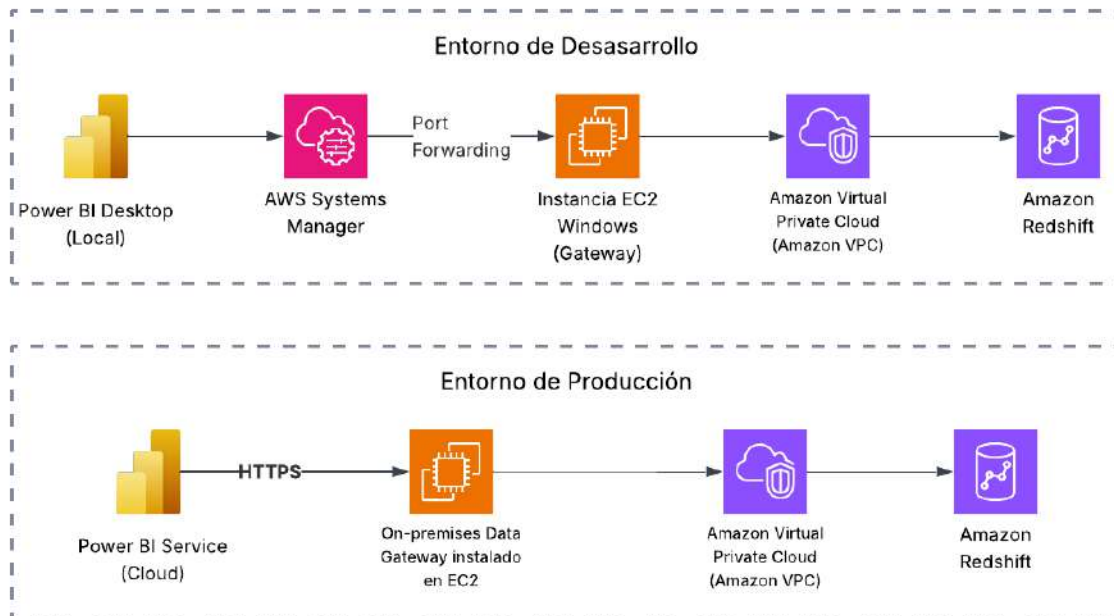 Entorno de Desasarrollo
Port
Forwarding
Power BI Desktop
(Local)
AWS Systems
Manager
Instancia EC2
Windows
(Gateway)
Amazon Virtual
Private Cloud
(Amazon VPC)
Amazon
Redshift
Entorno de Producción
HTTPS
Power BI Service
(Cloud)
On-premises Data
Gateway instalado
en EC2
Amazon Virtual
Private Cloud
(Amazon VPC)
Amazon
Redshift